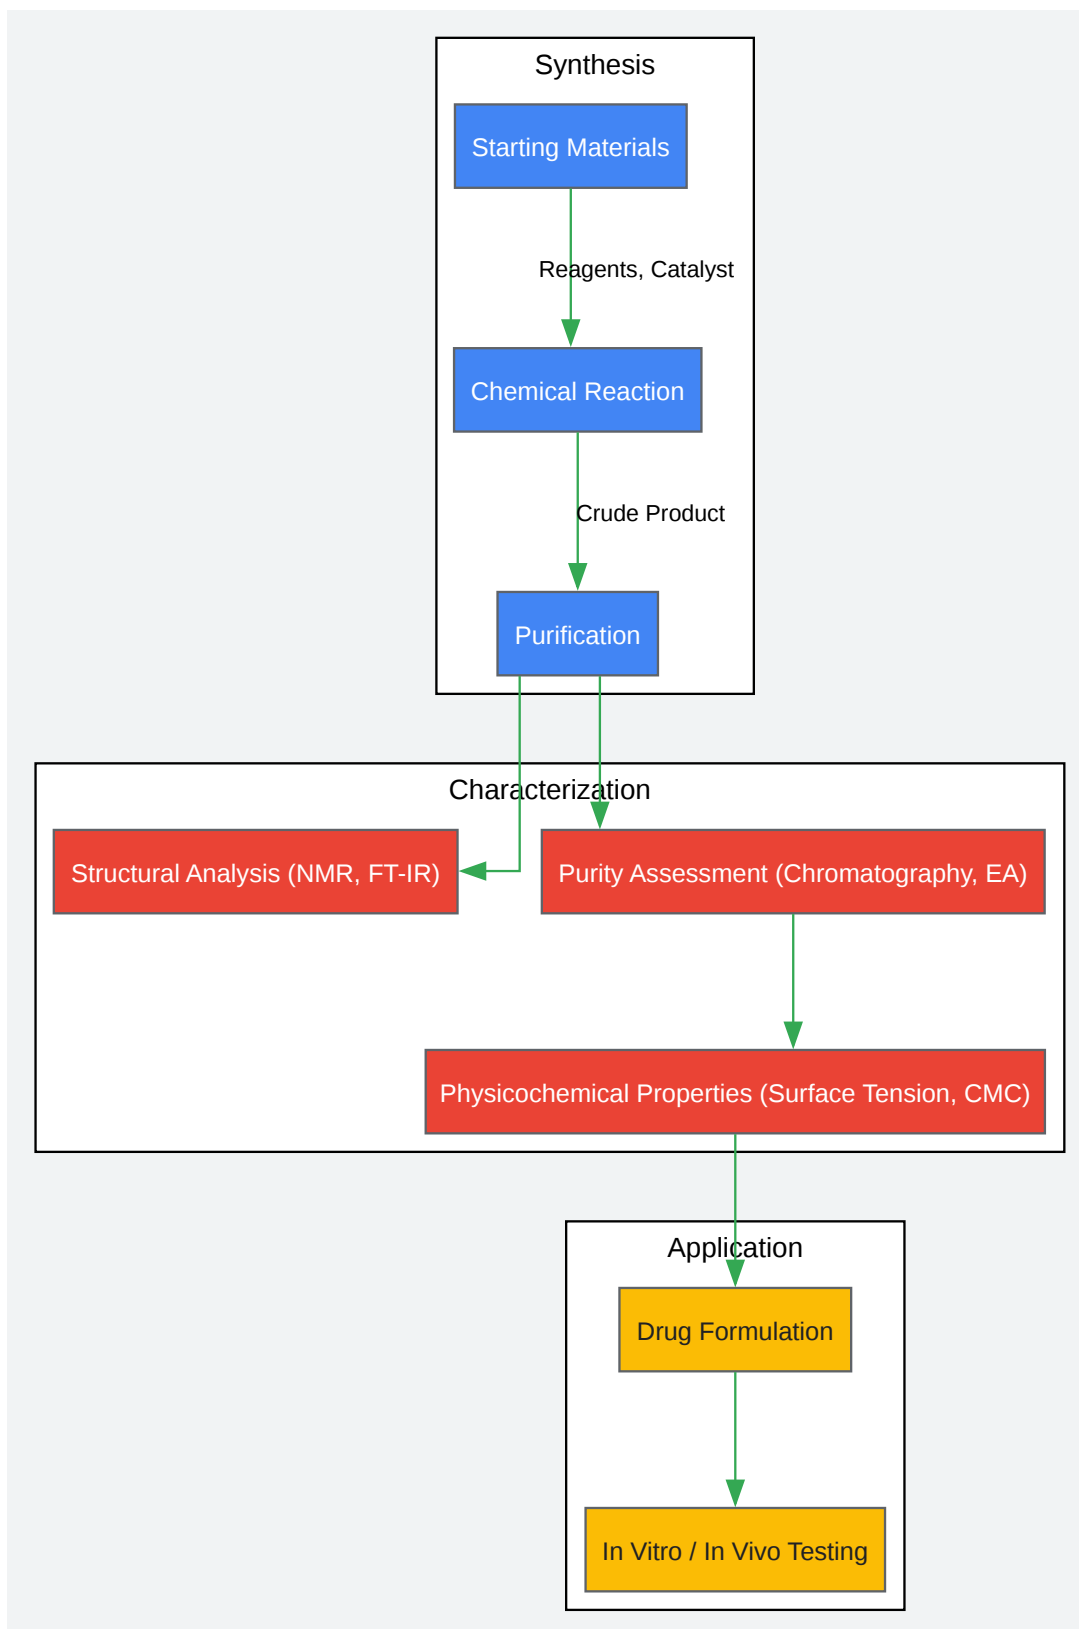 Synthesis
Starting Materials
Reagents, Catalyst
Chemical Reaction
Crude Product
Purification
Characterization
Structural Analysis (NMR, FT-IR)
Purity Assessment (Chromatography, EA)
Physicochemical Properties (Surface Tension, CMC)
Application
Drug Formulation
In Vitro / In Vivo Testing